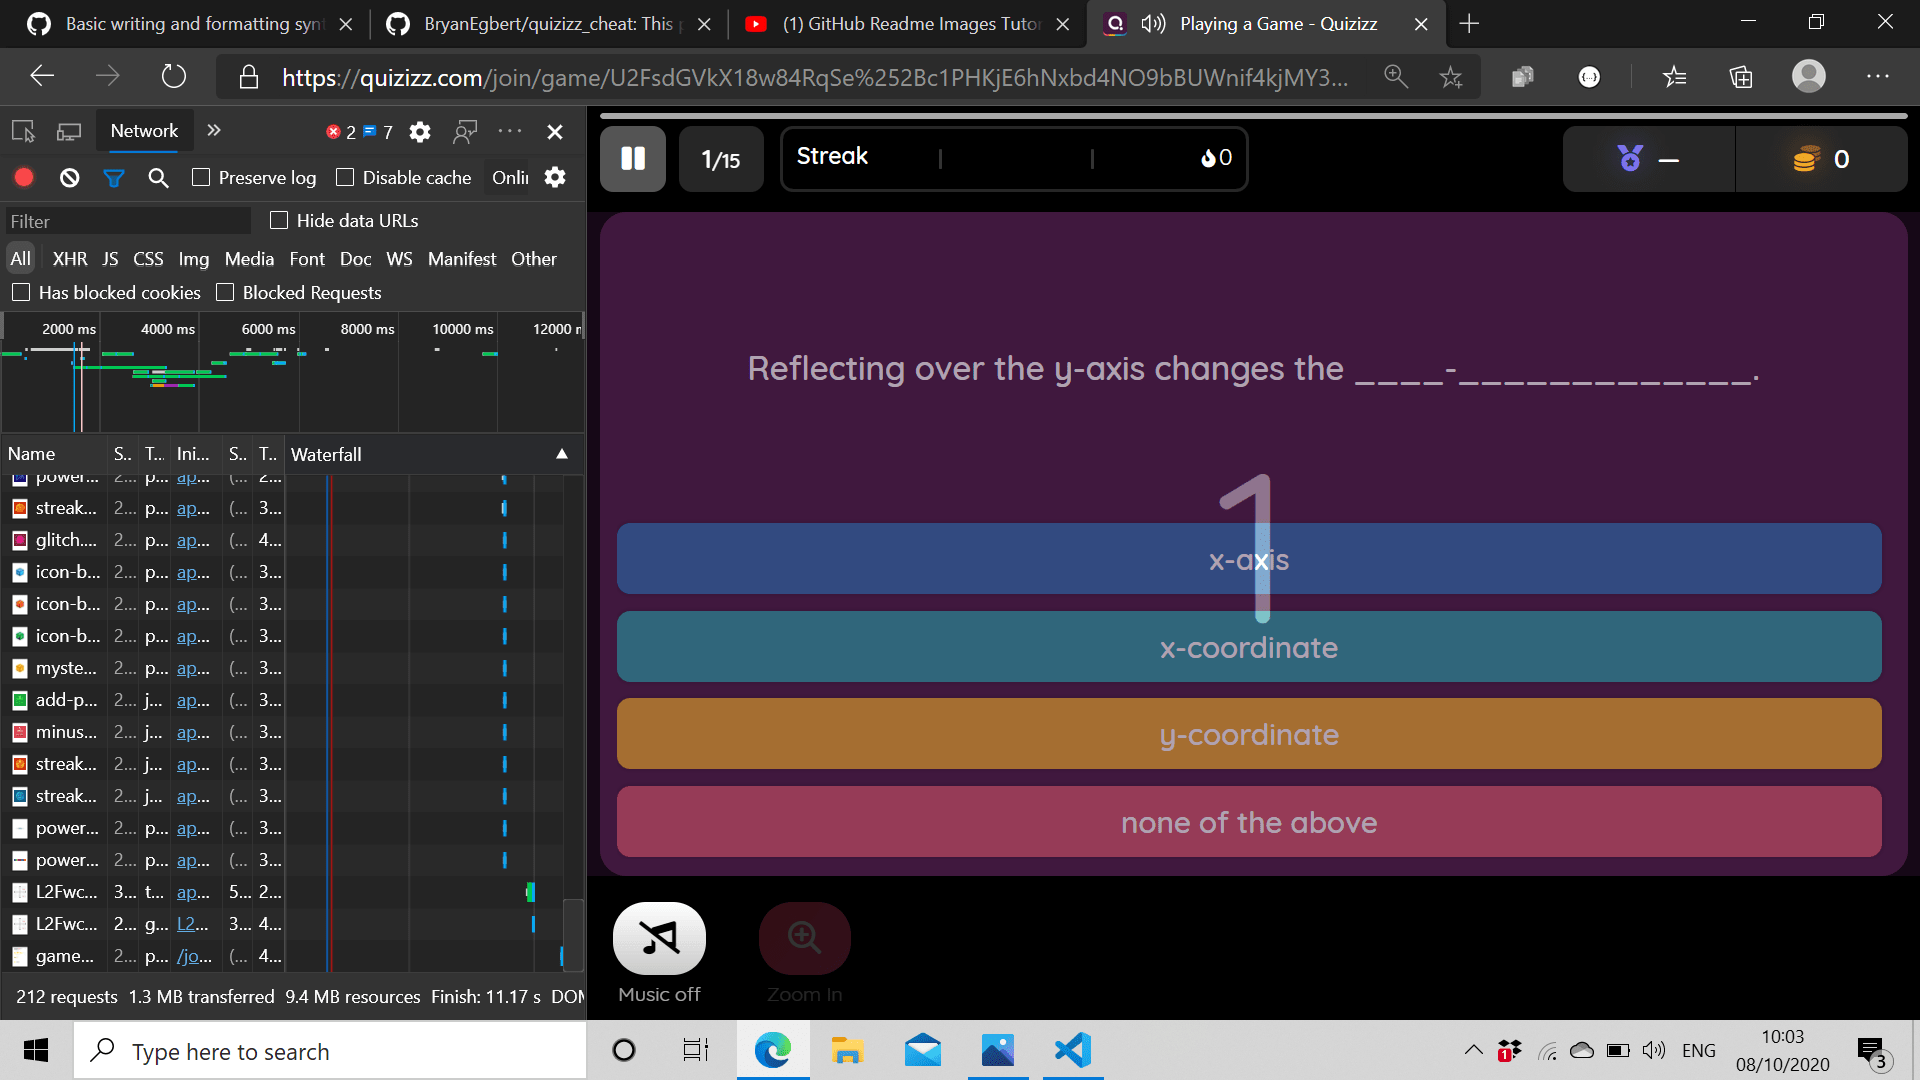 Basic writing and formatting syn
BryanEgbert/quizizz_cheat: This p
(1) GitHub Readme Images Tutor
Playing a Game - Quizizz
https://quizizz.com/join/game/U2FsdGVkX18w84RqSe%252Bc1PHKjE6hNxbd4NO9bBUWnif4kjMY3...
Network
2
7
Preserve log
Disable cache
Onlin
Filter
Hide data URLs
All XHR JS CSS Img Media Font Doc WS Manifest Other
Has blocked cookies
Blocked Requests
2000 ms 4000 ms 6000 ms 8000 ms 10000 ms 12000 m
Name S.. T... Ini... S.. T.. Waterfall
power... 2... p... ap... (... 2...
streak... 2... p... ap... (... 3...
glitch.... 2... p... ap... (... 4...
icon-b... 2... p... ap... (... 3...
icon-b... 2... p... ap... (... 3...
icon-b... 2... p... ap... (... 3...
myste... 2... p... ap... (... 3...
add-p... 2... j... ap... (... 3...
minus... 2... j... ap... (... 3...
streak... 2... j... ap... (... 3...
streak... 2... j... ap... (... 3...
power... 2... p... ap... (... 3...
power... 2... p... ap... (... 3...
L2Fwc... 3... t... ap... 5... 2...
L2Fwc... 2... g... L2... 3... 4...
game... 2... p... /jo... (... 4...
212 requests 1.3 MB transferred 9.4 MB resources Finish: 11.17 s DOM
1/15
Streak
0
—
0
Reflecting over the y-axis changes the ____-_____________.
1
x-axis
x-coordinate
y-coordinate
none of the above
Music off
Zoom In
Type here to search
1
ENG
10:03
08/10/2020
3